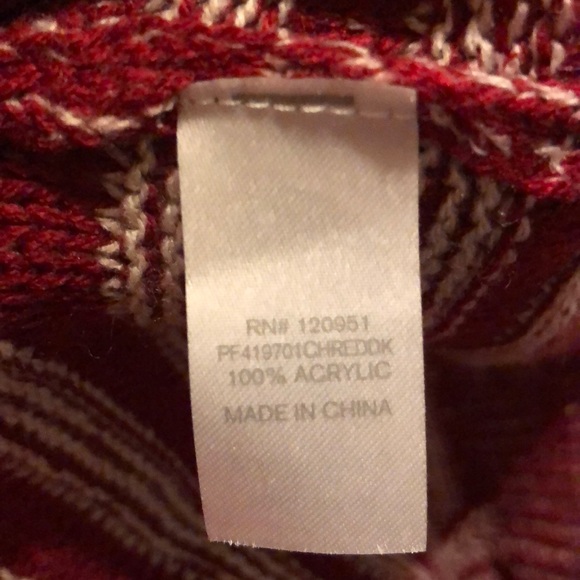 RN# 120951
PF419701CHREDDK
100% ACRYLIC
MADE IN CHINA